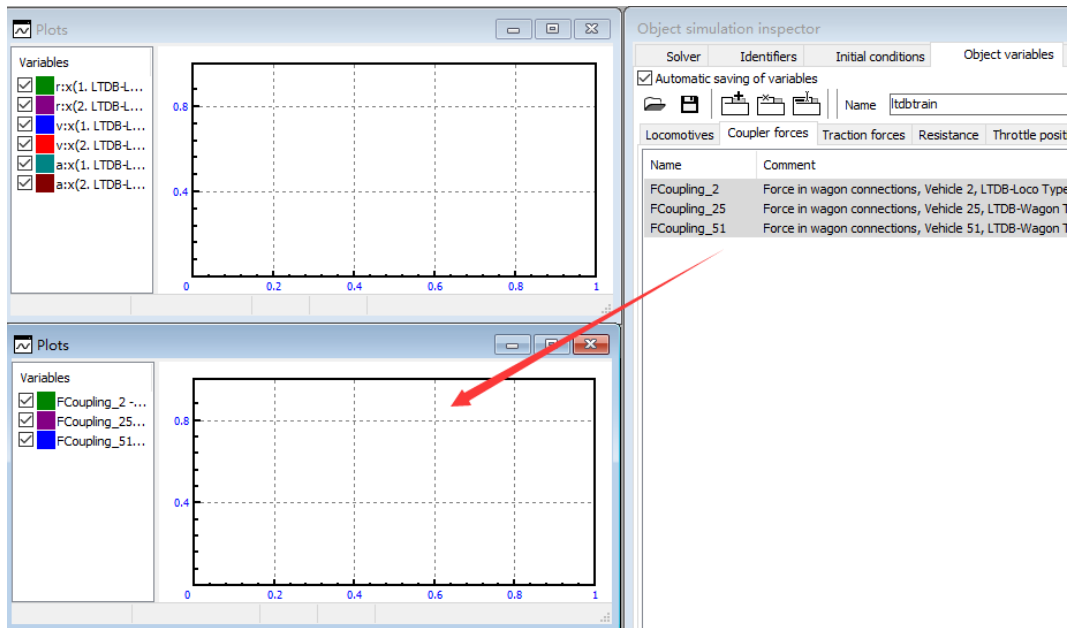 Plots
Variables
r:x(1. LTDB-L...
r:x(2. LTDB-L...
v:x(1. LTDB-L...
v:x(2. LTDB-L...
a:x(1. LTDB-L...
a:x(2. LTDB-L...
0.8
0.4
0 0.2 0.4 0.6 0.8 1
Plots
Variables
FCoupling_2 -...
FCoupling_25...
FCoupling_51...
0.8
0.4
0 0.2 0.4 0.6 0.8 1
Object simulation inspector
Solver Identifiers Initial conditions Object variables
Automatic saving of variables
Name ltdbtrain
Locomotives Coupler forces Traction forces Resistance Throttle posit
Name Comment
FCoupling_2 Force in wagon connections, Vehicle 2, LTDB-Loco Type
FCoupling_25 Force in wagon connections, Vehicle 25, LTDB-Wagon T
FCoupling_51 Force in wagon connections, Vehicle 51, LTDB-Wagon T